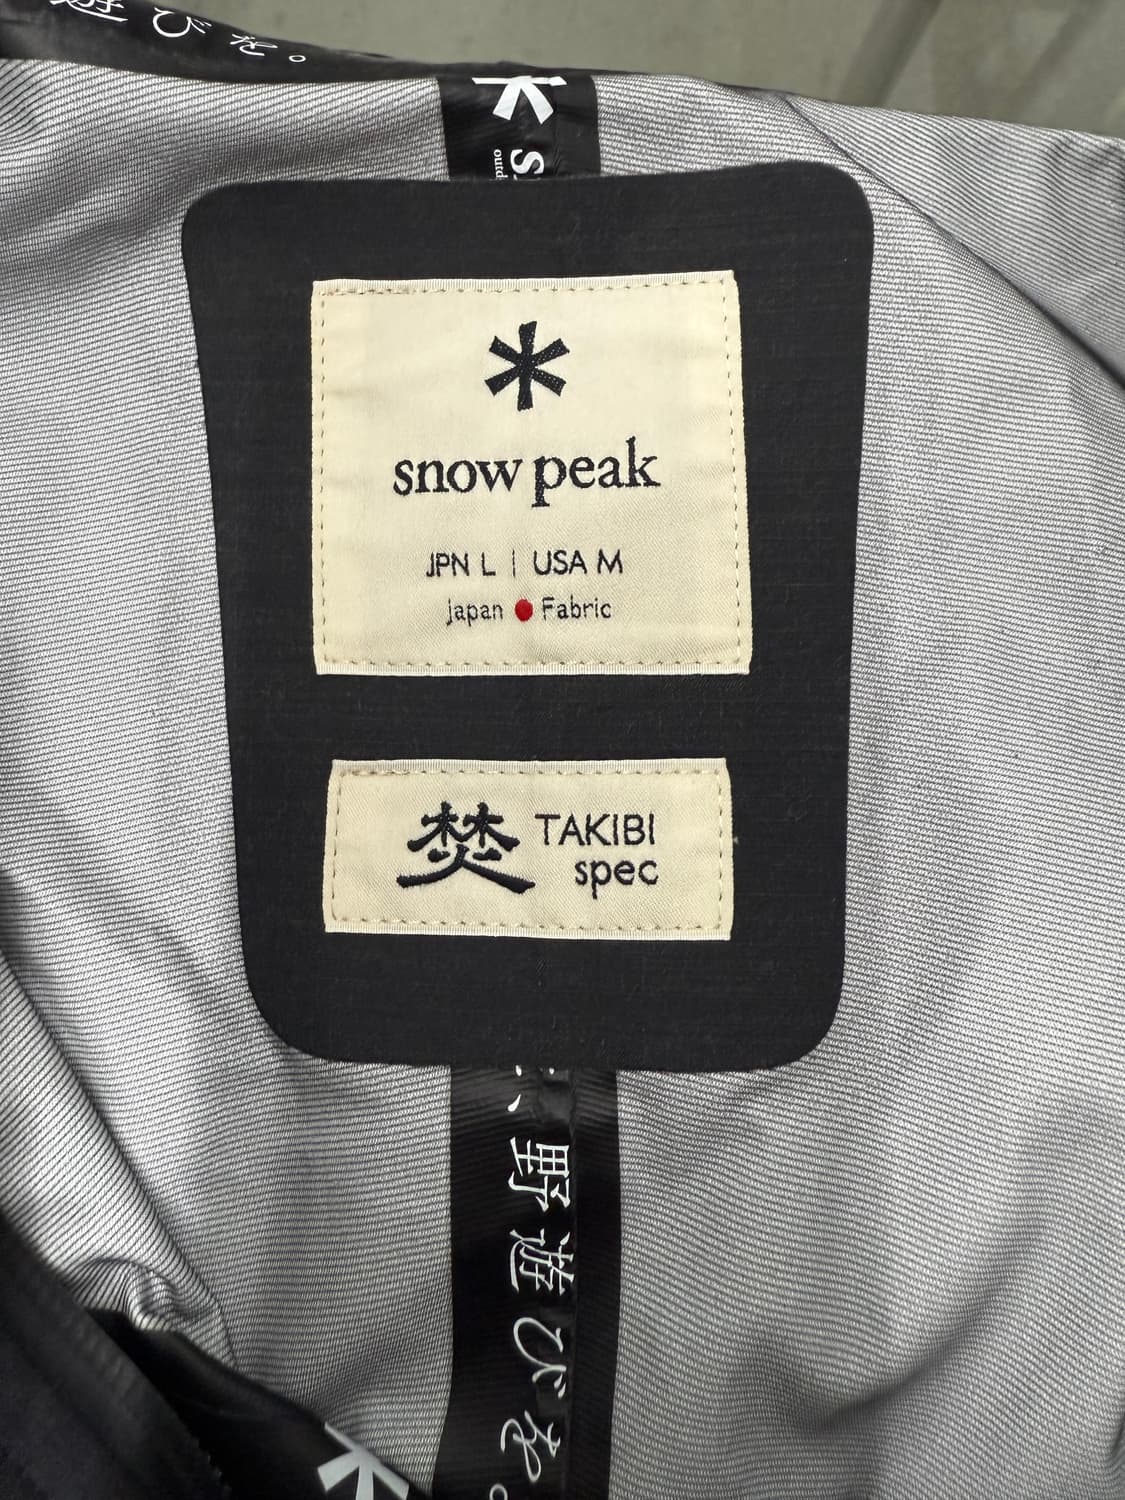 遊びを。
snow peak
JPN L | USA M
Japan Fabric
焚 TAKIBI
spec
野遊びを。